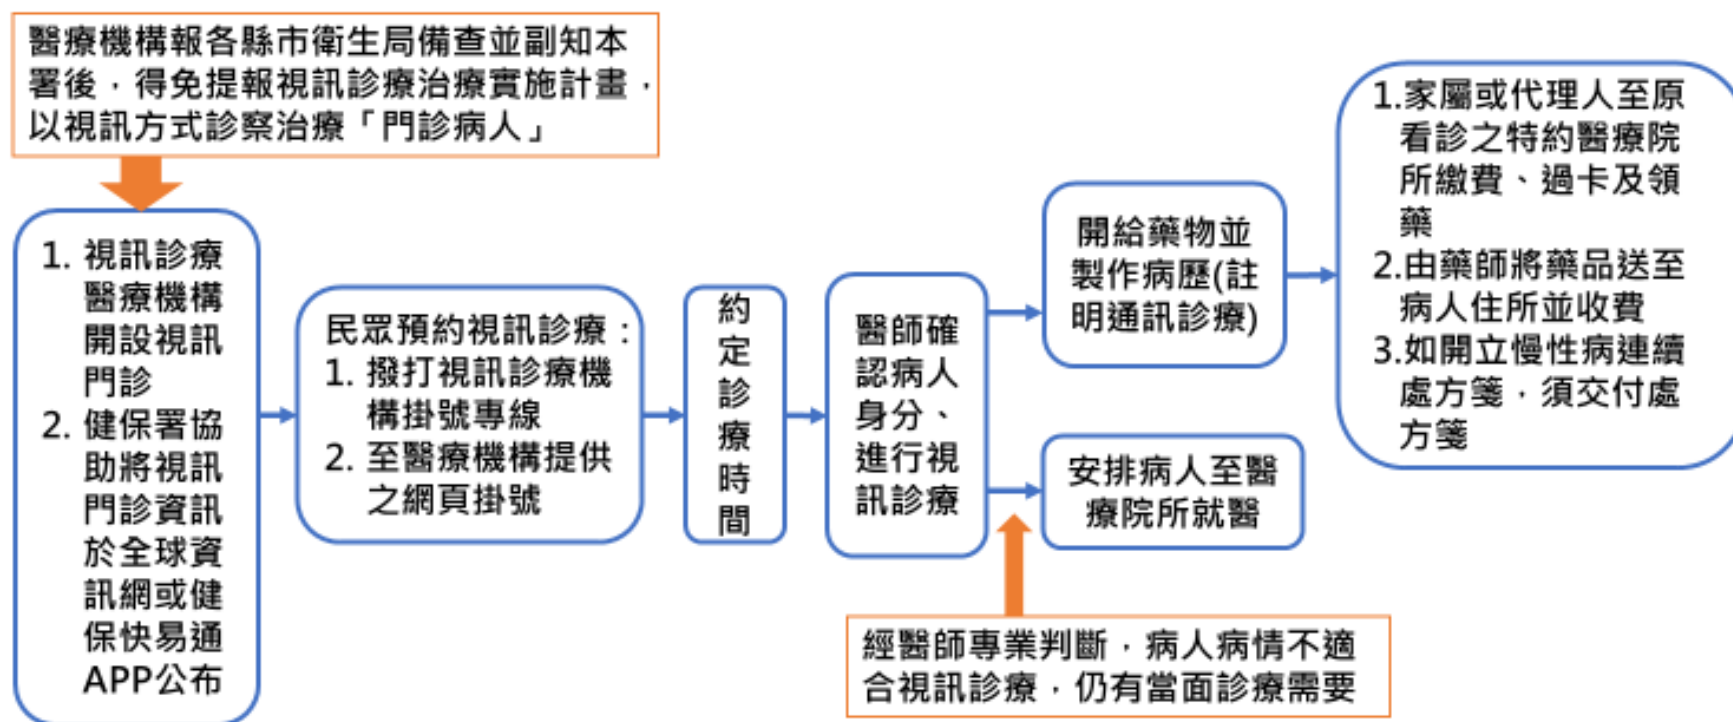 醫療機構報各縣市衛生局備查並副知本
署後，得免提報視訊診療治療實施計畫，
以視訊方式診察治療「門診病人」
1. 視訊診療
醫療機構
開設視訊
門診
2. 健保署協
助將視訊
門診資訊
於全球資
訊網或健
保快易通
APP公布
民眾預約視訊診療：
1. 撥打視訊診療機
構掛號專線
2. 至醫療機構提供
之網頁掛號
約
定
診
療
時
間
醫師確
認病人
身分、
進行視
訊診療
開給藥物並
製作病歷(註
明通訊診療)
安排病人至醫
療院所就醫
經醫師專業判斷，病人病情不適
合視訊診療，仍有當面診療需要
1.家屬或代理人至原
看診之特約醫療院
所繳費、過卡及領
藥
2.由藥師將藥品送至
病人住所並收費
3.如開立慢性病連續
處方箋，須交付處
方箋